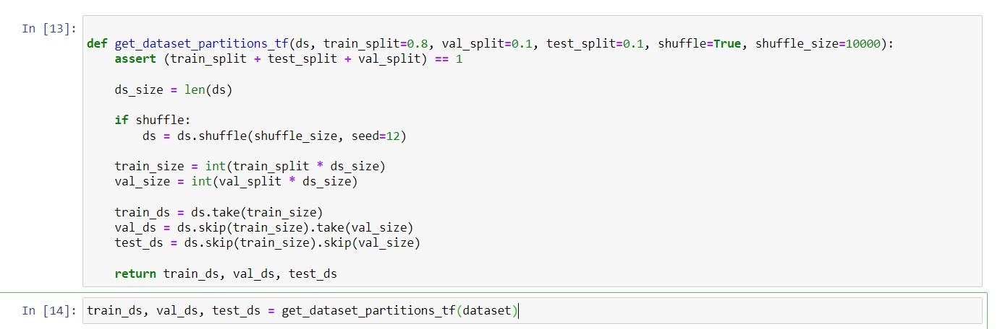 In [13]:
def get_dataset_partitions_tf(ds, train_split=0.8, val_split=0.1, test_split=0.1, shuffle=True, shuffle_size=10000):
    assert (train_split + test_split + val_split) == 1
    ds_size = len(ds)
    if shuffle:
        ds = ds.shuffle(shuffle_size, seed=12)
    train_size = int(train_split * ds_size)
    val_size = int(val_split * ds_size)
    train_ds = ds.take(train_size)
    val_ds = ds.skip(train_size).take(val_size)
    test_ds = ds.skip(train_size).skip(val_size)
    return train_ds, val_ds, test_ds
In [14]: train_ds, val_ds, test_ds = get_dataset_partitions_tf(dataset)